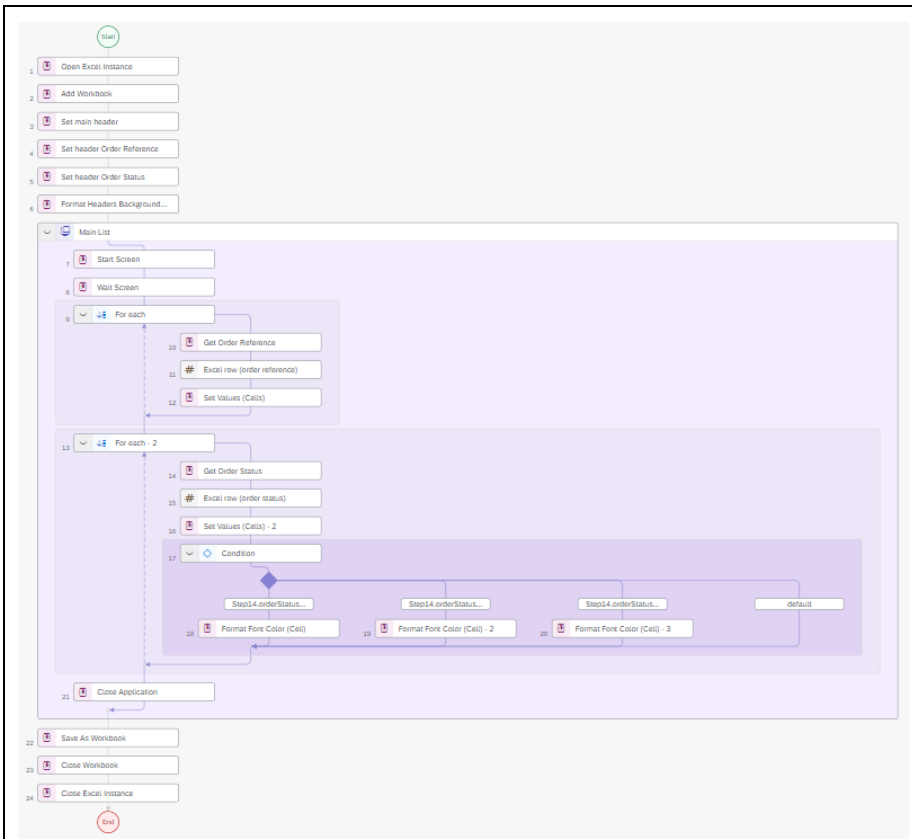 Start
1 Open Excel Instance
2 Add Workbook
3 Set main header
4 Set header Order Reference
5 Set header Order Status
6 Format Headers Background...
Main List
7 Start Screen
8 Wait Screen
9 For each
10 Get Order Reference
11 # Excel row (order reference)
12 Set Values (Cells)
13 For each - 2
14 Get Order Status
15 # Excel row (order status)
16 Set Values (Cells) - 2
17 Condition
Step14.orderStatus... Step14.orderStatus... Step14.orderStatus... default
18 Format Font Color (Cell) 19 Format Font Color (Cell) - 2 20 Format Font Color (Cell) - 3
21 Close Application
22 Save As Workbook
23 Close Workbook
24 Close Excel Instance
End